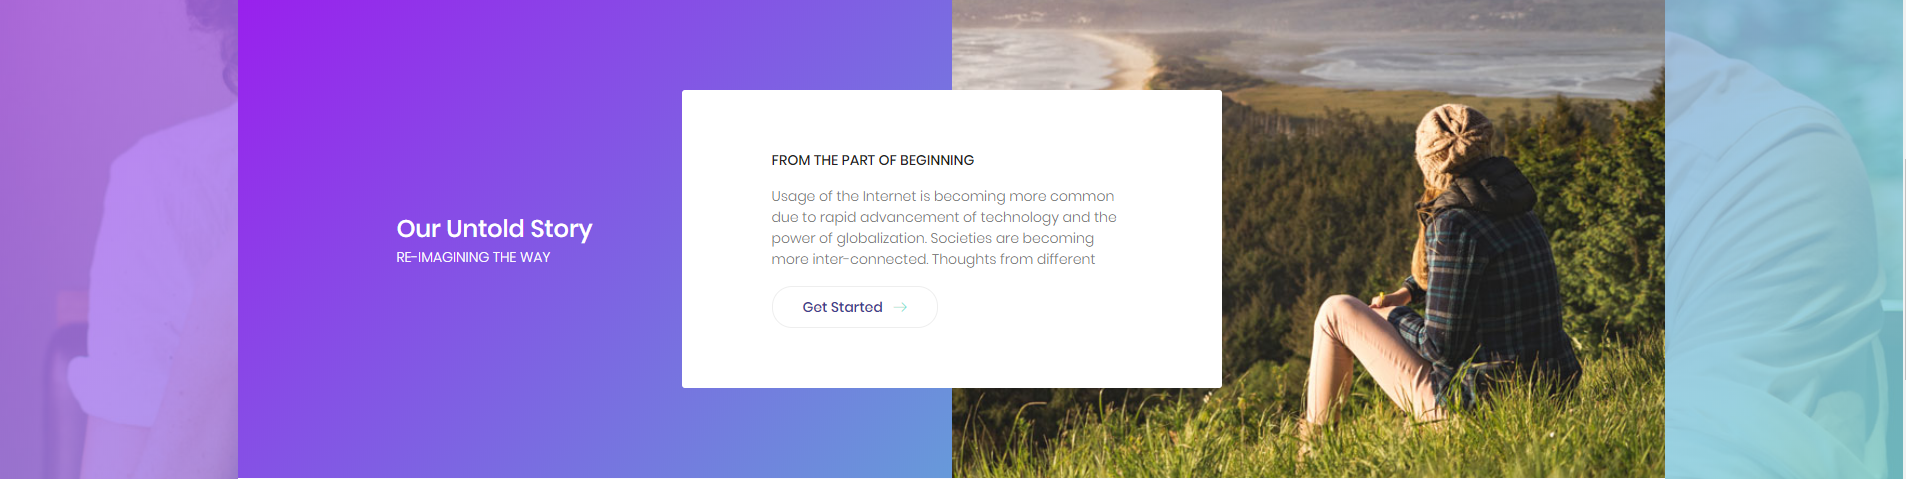 Our Untold Story
RE-IMAGINING THE WAY
FROM THE PART OF BEGINNING
Usage of the Internet is becoming more common
due to rapid advancement of technology and the
power of globalization. Societies are becoming
more inter-connected. Thoughts from different
Get Started